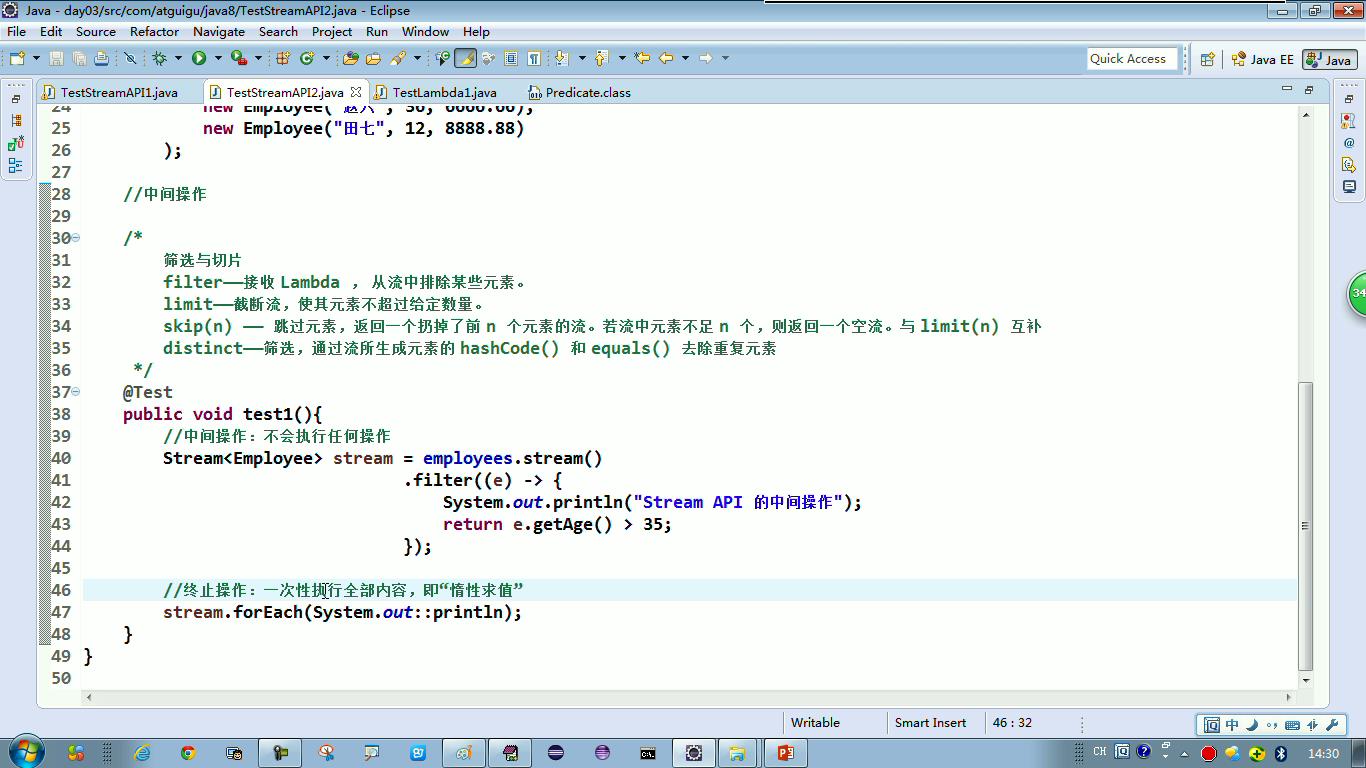 Java - day03/src/com/atguigu/java8/TestStreamAPI2.java - Eclipse
File Edit Source Refactor Navigate Search Project Run Window Help
Quick Access
Java EE
Java
TestStreamAPI1.java
TestStreamAPI2.java
TestLambda1.java
Predicate.class
24 new Employee("赵六", 36, 6666.66),
25 new Employee("田七", 12, 8888.88)
26 );
27
28 //中间操作
29
30 /*
31 筛选与切片
32 filter——接收 Lambda ， 从流中排除某些元素。
33 limit——截断流，使其元素不超过给定数量。
34 skip(n) —— 跳过元素，返回一个扔掉了前 n 个元素的流。若流中元素不足 n 个，则返回一个空流。与 limit(n) 互补
35 distinct——筛选，通过流所生成元素的 hashCode() 和 equals() 去除重复元素
36 */
37 @Test
38 public void test1(){
39 //中间操作：不会执行任何操作
40 Stream<Employee> stream = employees.stream()
41 .filter((e) -> {
42 System.out.println("Stream API 的中间操作");
43 return e.getAge() > 35;
44 });
45
46 //终止操作：一次性执行全部内容，即“惰性求值”
47 stream.forEach(System.out::println);
48 }
49 }
50
34
Writable
Smart Insert
46 : 32
中
CH
14:30